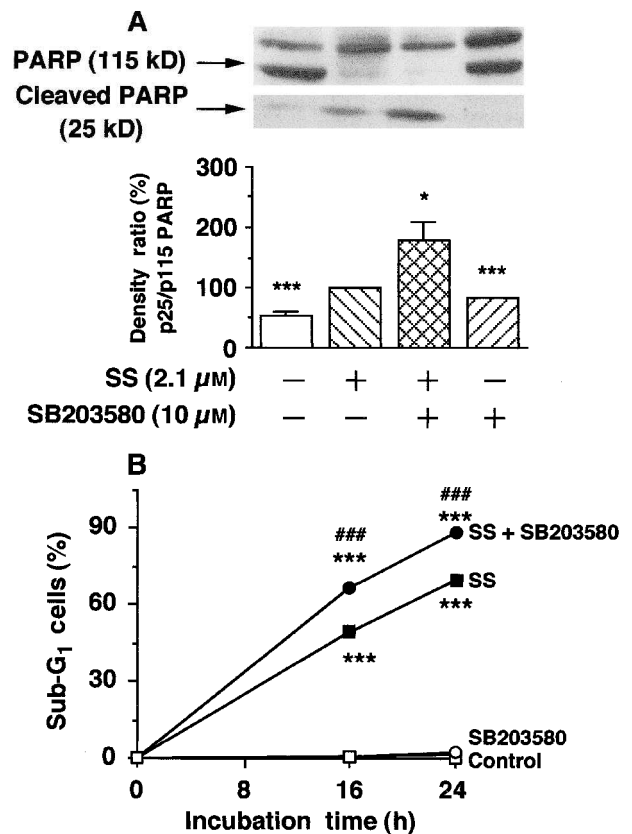 A
PARP (115 kD)
Cleaved PARP
(25 kD)
Density ratio (%)
p25/p115 PARP
300
200
100
0
***
*
***
SS (2.1 μM) − + + −
SB203580 (10 μM) − − + +
B
Sub-G1 cells (%)
90
60
30
0
###
***
###
***
SS + SB203580
SS
***
***
SB203580
Control
0 8 16 24
Incubation time (h)